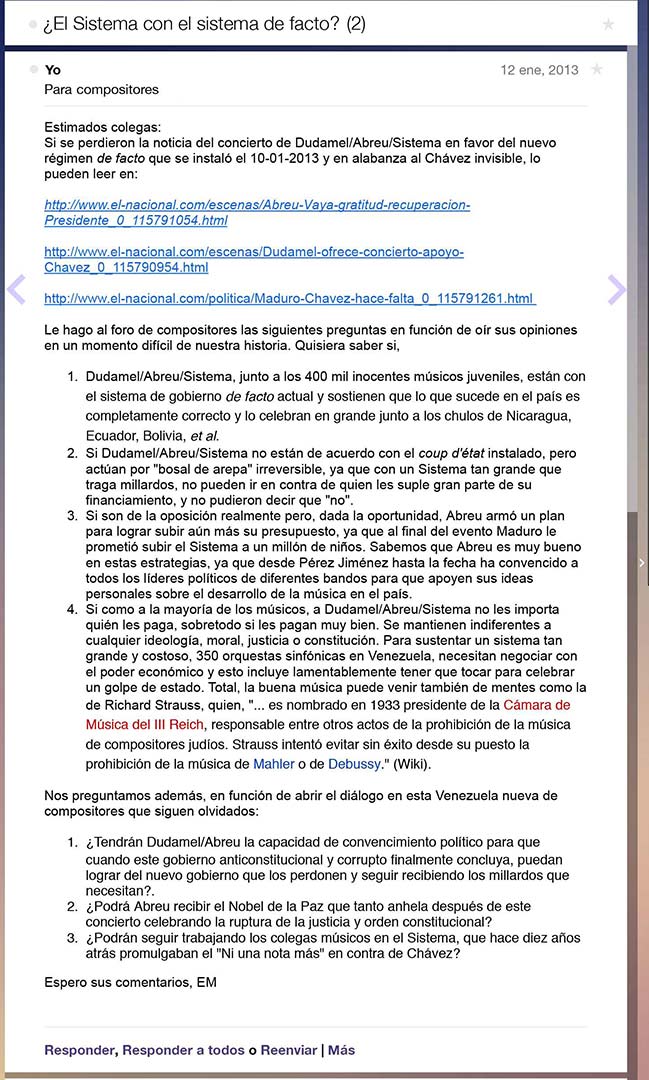 ¿El Sistema con el sistema de facto? (2)
Yo
12 ene, 2013
Para compositores
Estimados colegas:
Si se perdieron la noticia del concierto de Dudamel/Abreu/Sistema en favor del nuevo
régimen de facto que se instaló el 10-01-2013 y en alabanza al Chávez invisible, lo
pueden leer en:
http://www.el-nacional.com/escenas/Abreu-Vaya-gratitud-recuperacion-
Presidente_0_115791054.html
http://www.el-nacional.com/escenas/Dudamel-ofrece-concierto-apoyo-
Chavez_0_115790954.html
http://www.el-nacional.com/politica/Maduro-Chavez-hace-falta_0_115791261.html
Le hago al foro de compositores las siguientes preguntas en función de oír sus opiniones
en un momento difícil de nuestra historia. Quisiera saber si,
1. Dudamel/Abreu/Sistema, junto a los 400 mil inocentes músicos juveniles, están con
el sistema de gobierno de facto actual y sostienen que lo que sucede en el país es
completamente correcto y lo celebran en grande junto a los chulos de Nicaragua,
Ecuador, Bolivia, et al.
2. Si Dudamel/Abreu/Sistema no están de acuerdo con el coup d'état instalado, pero
actúan por "bosal de arepa" irreversible, ya que con un Sistema tan grande que
traga millardos, no pueden ir en contra de quien les suple gran parte de su
financiamiento, y no pudieron decir que "no".
3. Si son de la oposición realmente pero, dada la oportunidad, Abreu armó un plan
para lograr subir aún más su presupuesto, ya que al final del evento Maduro le
prometió subir el Sistema a un millón de niños. Sabemos que Abreu es muy bueno
en estas estrategias, ya que desde Pérez Jiménez hasta la fecha ha convencido a
todos los líderes políticos de diferentes bandos para que apoyen sus ideas
personales sobre el desarrollo de la música en el país.
4. Si como a la mayoría de los músicos, a Dudamel/Abreu/Sistema no les importa
quién les paga, sobretodo si les pagan muy bien. Se mantienen indiferentes a
cualquier ideología, moral, justicia o constitución. Para sustentar un sistema tan
grande y costoso, 350 orquestas sinfónicas en Venezuela, necesitan negociar con
el poder económico y esto incluye lamentablemente tener que tocar para celebrar
un golpe de estado. Total, la buena música puede venir también de mentes como la
de Richard Strauss, quien, "... es nombrado en 1933 presidente de la Cámara de
Música del III Reich, responsable entre otros actos de la prohibición de la música
de compositores judíos. Strauss intentó evitar sin éxito desde su puesto la
prohibición de la música de Mahler o de Debussy." (Wiki).
Nos preguntamos además, en función de abrir el diálogo en esta Venezuela nueva de
compositores que siguen olvidados:
1. ¿Tendrán Dudamel/Abreu la capacidad de convencimiento político para que
cuando este gobierno anticonstitucional y corrupto finalmente concluya, puedan
lograr del nuevo gobierno que los perdonen y seguir recibiendo los millardos que
necesitan?.
2. ¿Podrá Abreu recibir el Nobel de la Paz que tanto anhela después de este
concierto celebrando la ruptura de la justicia y orden constitucional?
3. ¿Podrán seguir trabajando los colegas músicos en el Sistema, que hace diez años
atrás promulgaban el "Ni una nota más" en contra de Chávez?
Espero sus comentarios, EM
Responder, Responder a todos o Reenviar | Más